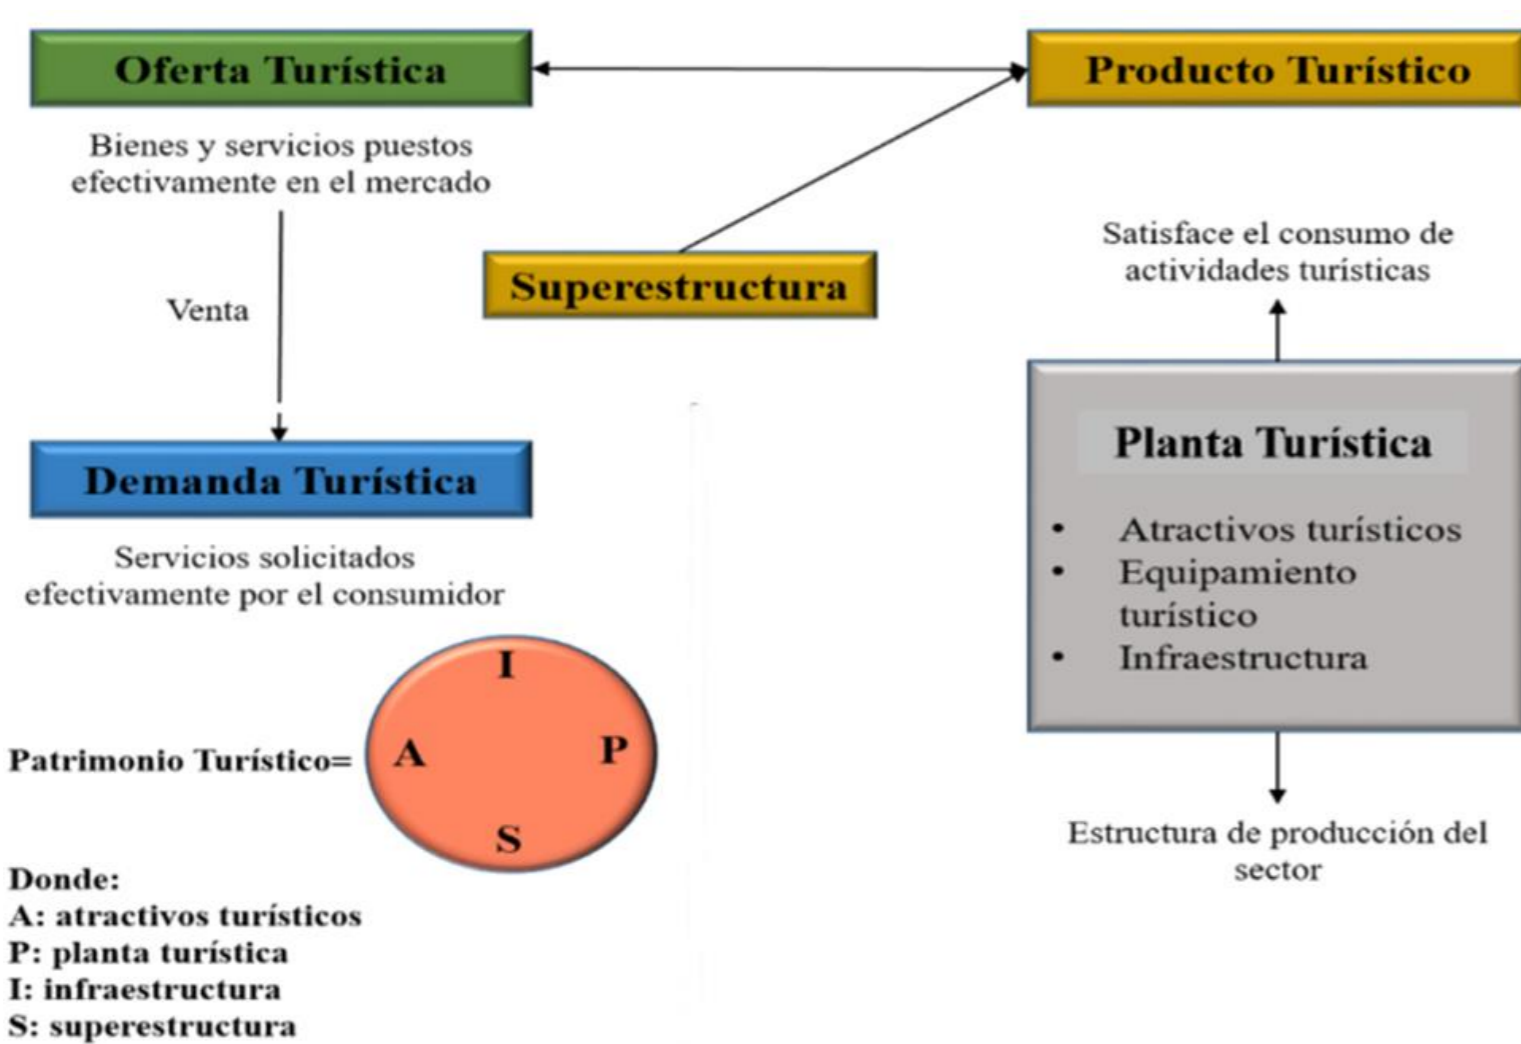 Oferta Turística
Producto Turístico
Bienes y servicios puestos
efectivamente en el mercado
Satisface el consumo de
actividades turísticas
Superestructura
Venta
Planta Turística
Demanda Turística
• Atractivos turísticos
• Equipamiento
turístico
• Infraestructura
Servicios solicitados
efectivamente por el consumidor
I
Patrimonio Turístico=
A
P
S
Estructura de producción del
sector
Donde:
A: atractivos turísticos
P: planta turística
I: infraestructura
S: superestructura